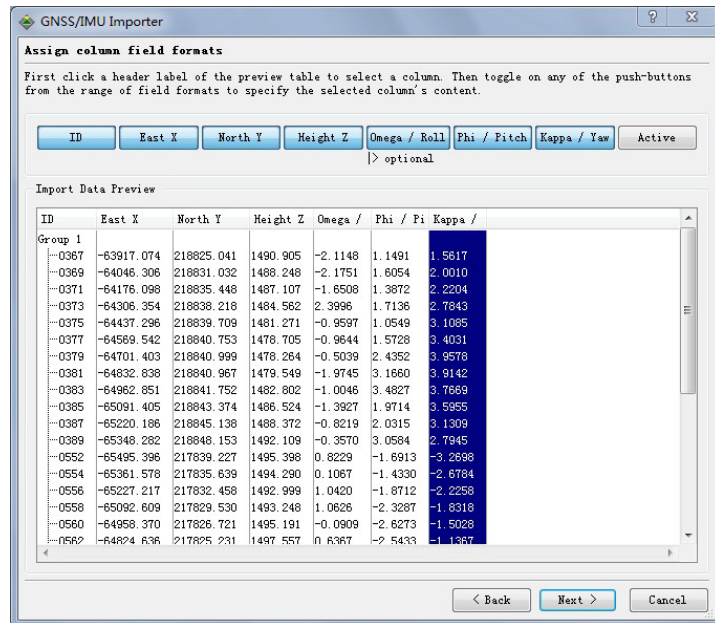 GNSS/IMU Importer
Assign column field formats
First click a header label of the preview table to select a column. Then toggle on any of the push-buttons
from the range of field formats to specify the selected column's content.
ID East X North Y Height Z Omega / Roll Phi / Pitch Kappa / Yaw Active
|> optional
Import Data Preview
ID East X North Y Height Z Omega / Phi / Pi Kappa /
Group 1
0367 -63917.074 218825.041 1490.905 -2.1148 1.1491 1.5617
0369 -64046.306 218831.032 1488.248 -2.1751 1.6054 2.0010
0371 -64176.098 218835.448 1487.107 -1.6508 1.3872 2.2204
0373 -64306.354 218838.218 1484.562 2.3996 1.7136 2.7843
0375 -64437.296 218839.709 1481.271 -0.9597 1.0549 3.1085
0377 -64569.542 218840.753 1478.705 -0.9644 1.5728 3.4031
0379 -64701.403 218840.999 1478.264 -0.5039 2.4352 3.9578
0381 -64832.838 218840.967 1479.549 -1.9745 3.1660 3.9142
0383 -64962.851 218841.752 1482.802 -1.0046 3.4827 3.7669
0385 -65091.405 218843.374 1486.524 -1.3927 1.9714 3.5955
0387 -65220.186 218845.138 1488.372 -0.8219 2.0315 3.1309
0389 -65348.282 218848.153 1492.109 -0.3570 3.0584 2.7945
0552 -65495.396 217839.227 1495.398 0.8229 -1.6913 -3.2698
0554 -65361.578 217835.639 1494.290 0.1067 -1.4330 -2.6784
0556 -65227.217 217832.458 1492.999 1.0420 -1.8712 -2.2258
0558 -65092.609 217829.530 1493.248 1.0626 -2.3287 -1.8318
0560 -64958.370 217826.721 1495.191 -0.0909 -2.6273 -1.5028
0562 -64824.636 217825.231 1497.557 0.6367 -2.5433 -1.1367
< Back Next > Cancel